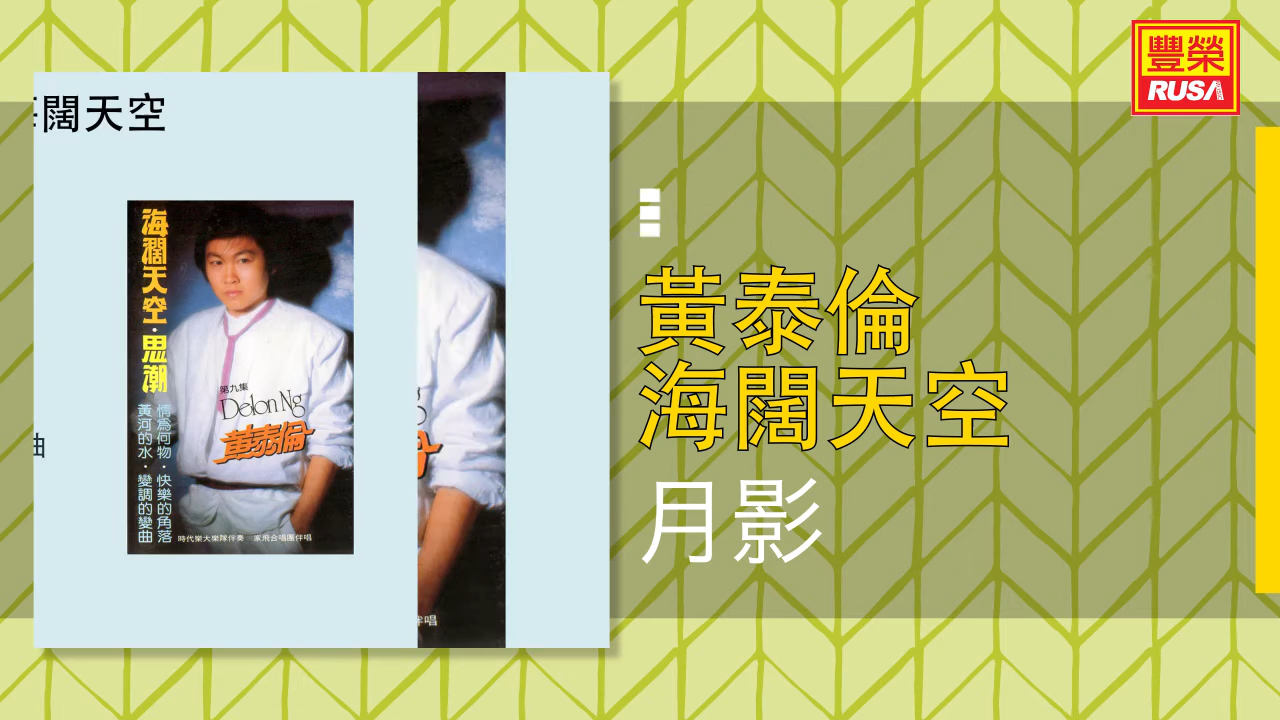 豐榮
RUSA
闊天空
海濶天空·思潮
第九集
Delon Ng
黃泰倫
情為何物·快樂的角落
黃河的水·變調的變曲
時代樂大樂隊伴奏 家飛合唱團伴唱
伴唱
黃泰倫
海闊天空
月影